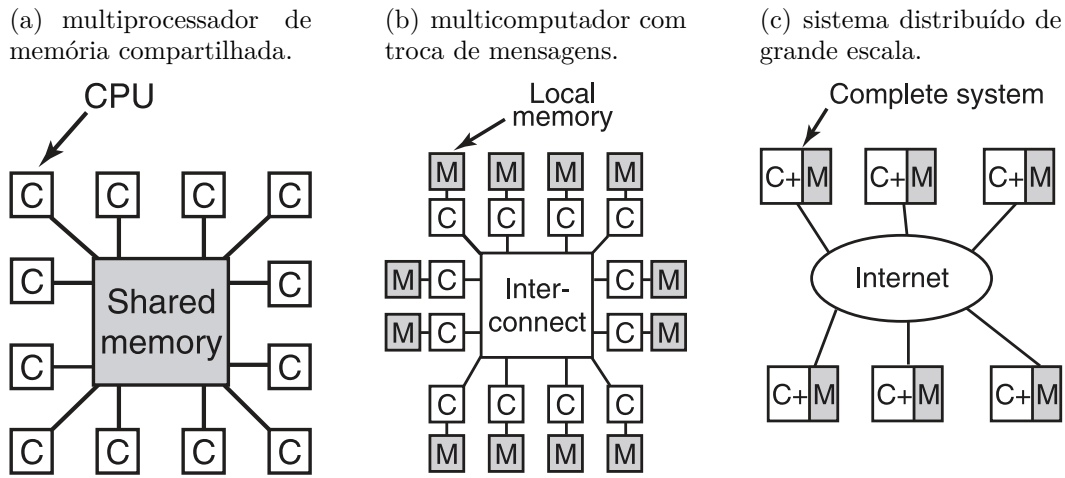 (a) multiprocessador de
memória compartilhada.
CPU
C
C
C
C
C
C
Shared
memory
C
C
C
C
C
C
(b) multicomputador com
troca de mensagens.
Local
memory
M
M
M
M
C
C
C
C
M
C
C
M
Inter-
connect
M
C
C
M
C
C
C
C
M
M
M
M
(c) sistema distribuído de
grande escala.
Complete system
C+ M
C+ M
C+ M
Internet
C+ M
C+ M
C+ M